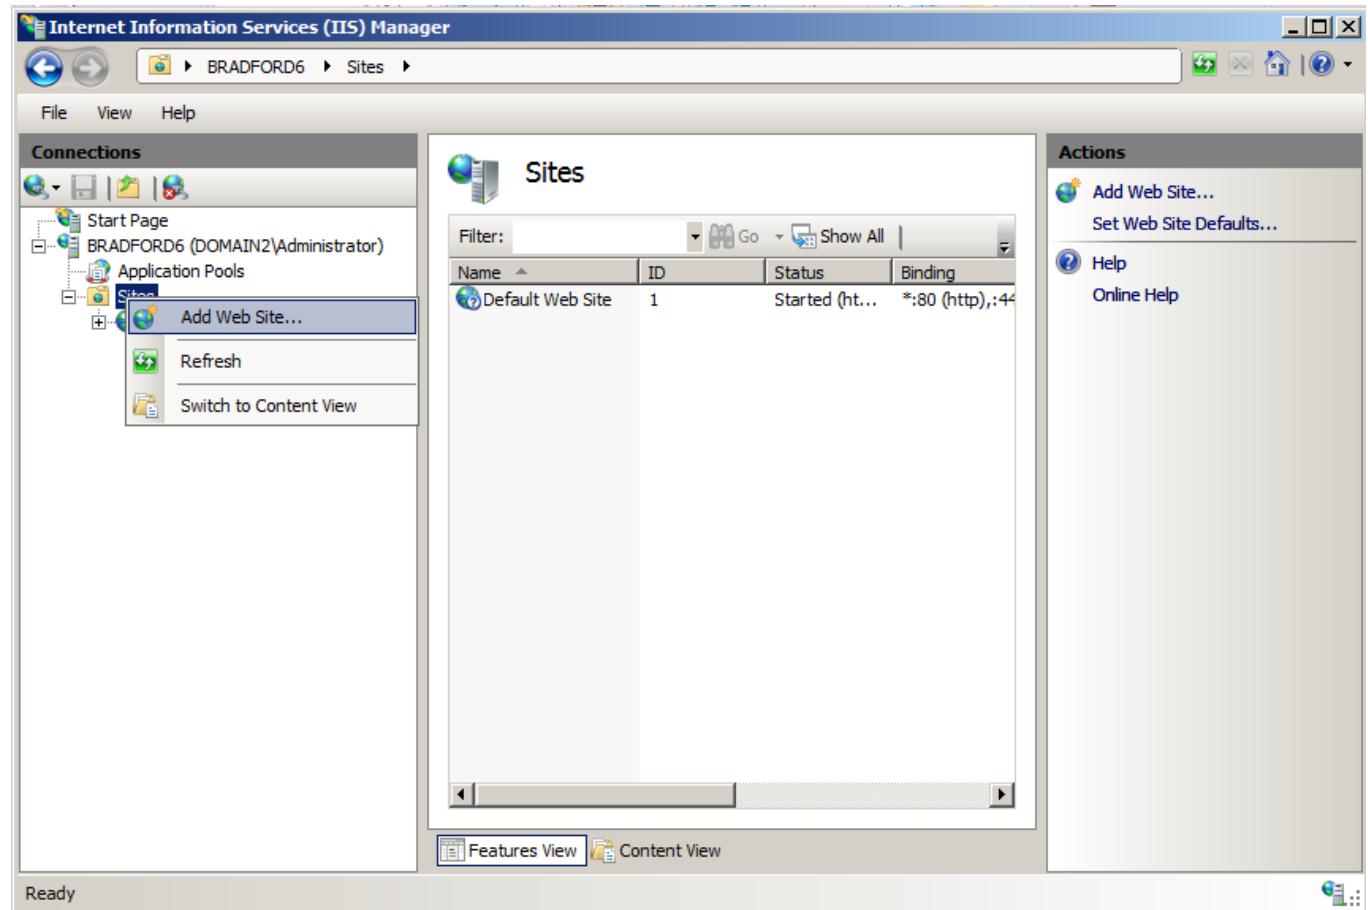 Internet Information Services (IIS) Manager
BRADFORD6 Sites
File View Help
Connections
Start Page
BRADFORD6 (DOMAIN2\Administrator)
Application Pools
Sites
Add Web Site...
Refresh
Switch to Content View
Sites
Filter: Go Show All
Name ID Status Binding
Default Web Site 1 Started (ht... *:80 (http),:44
Features View Content View
Actions
Add Web Site...
Set Web Site Defaults...
Help
Online Help
Ready